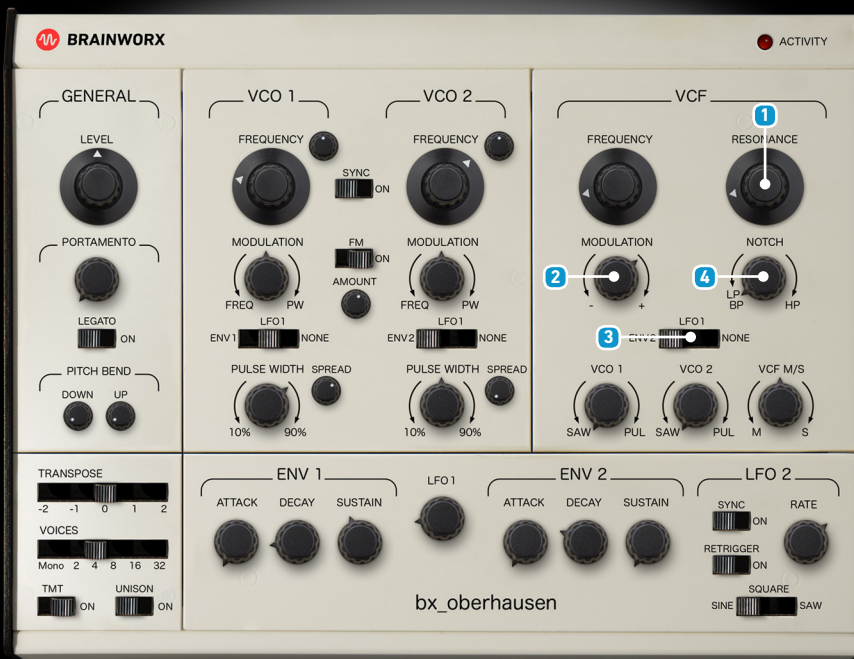 BRAINWORX
ACTIVITY
GENERAL
VCO 1
VCO 2
VCF
1
LEVEL
FREQUENCY
FREQUENCY
FREQUENCY
RESONANCE
SYNC
ON
PORTAMENTO
MODULATION
FM
MODULATION
MODULATION
NOTCH
ON
2
4
AMOUNT
LP
FREQ
PW
FREQ
PW
-
+
BP
HP
LEGATO
LFO1
LFO1
LFO1
ON
ENV1
NONE
ENV2
NONE
3
ENV2
NONE
PITCH BEND
PULSE WIDTH
SPREAD
PULSE WIDTH
SPREAD
VCO 1
VCO 2
VCF M/S
DOWN
UP
10%
90%
10%
90%
SAW
PUL
SAW
PUL
M
S
TRANSPOSE
ENV 1
LFO1
ENV 2
LFO 2
-2 -1 0 1 2
ATTACK
DECAY
SUSTAIN
ATTACK
DECAY
SUSTAIN
SYNC
RATE
ON
VOICES
RETRIGGER
Mono 2 4 8 16 32
ON
TMT
UNISON
SQUARE
ON
ON
bx_oberhausen
SINE
SAW